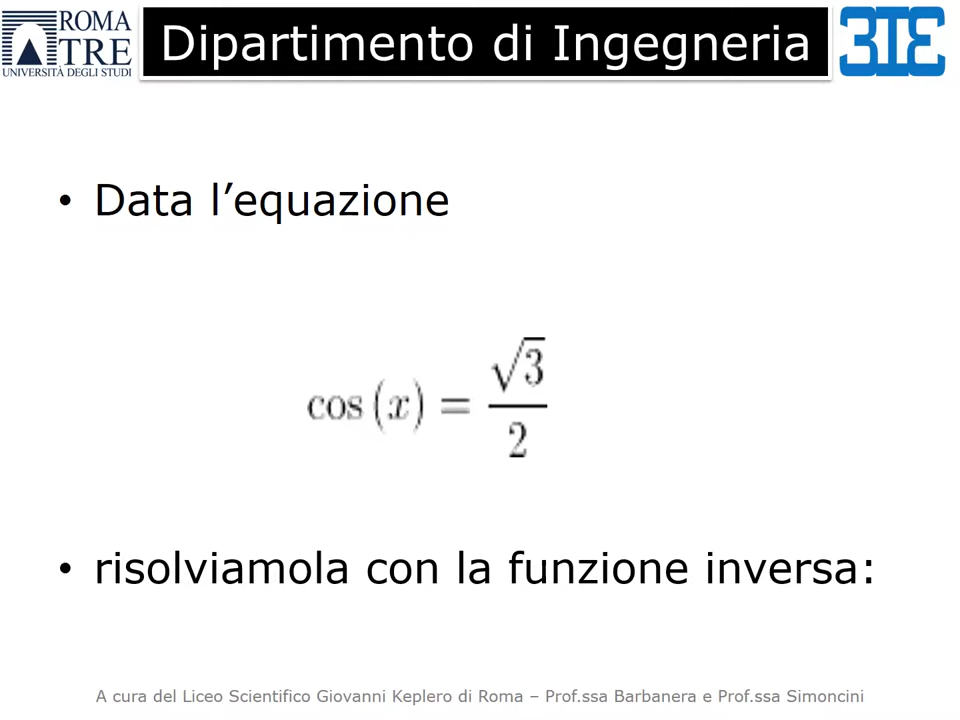 ROMA
TRE
UNIVERSITÀ DEGLI STUDI
Dipartimento di Ingegneria
• Data l’equazione
cos (x) = √3/2
• risolviamola con la funzione inversa:
A cura del Liceo Scientifico Giovanni Keplero di Roma – Prof.ssa Barbanera e Prof.ssa Simoncini